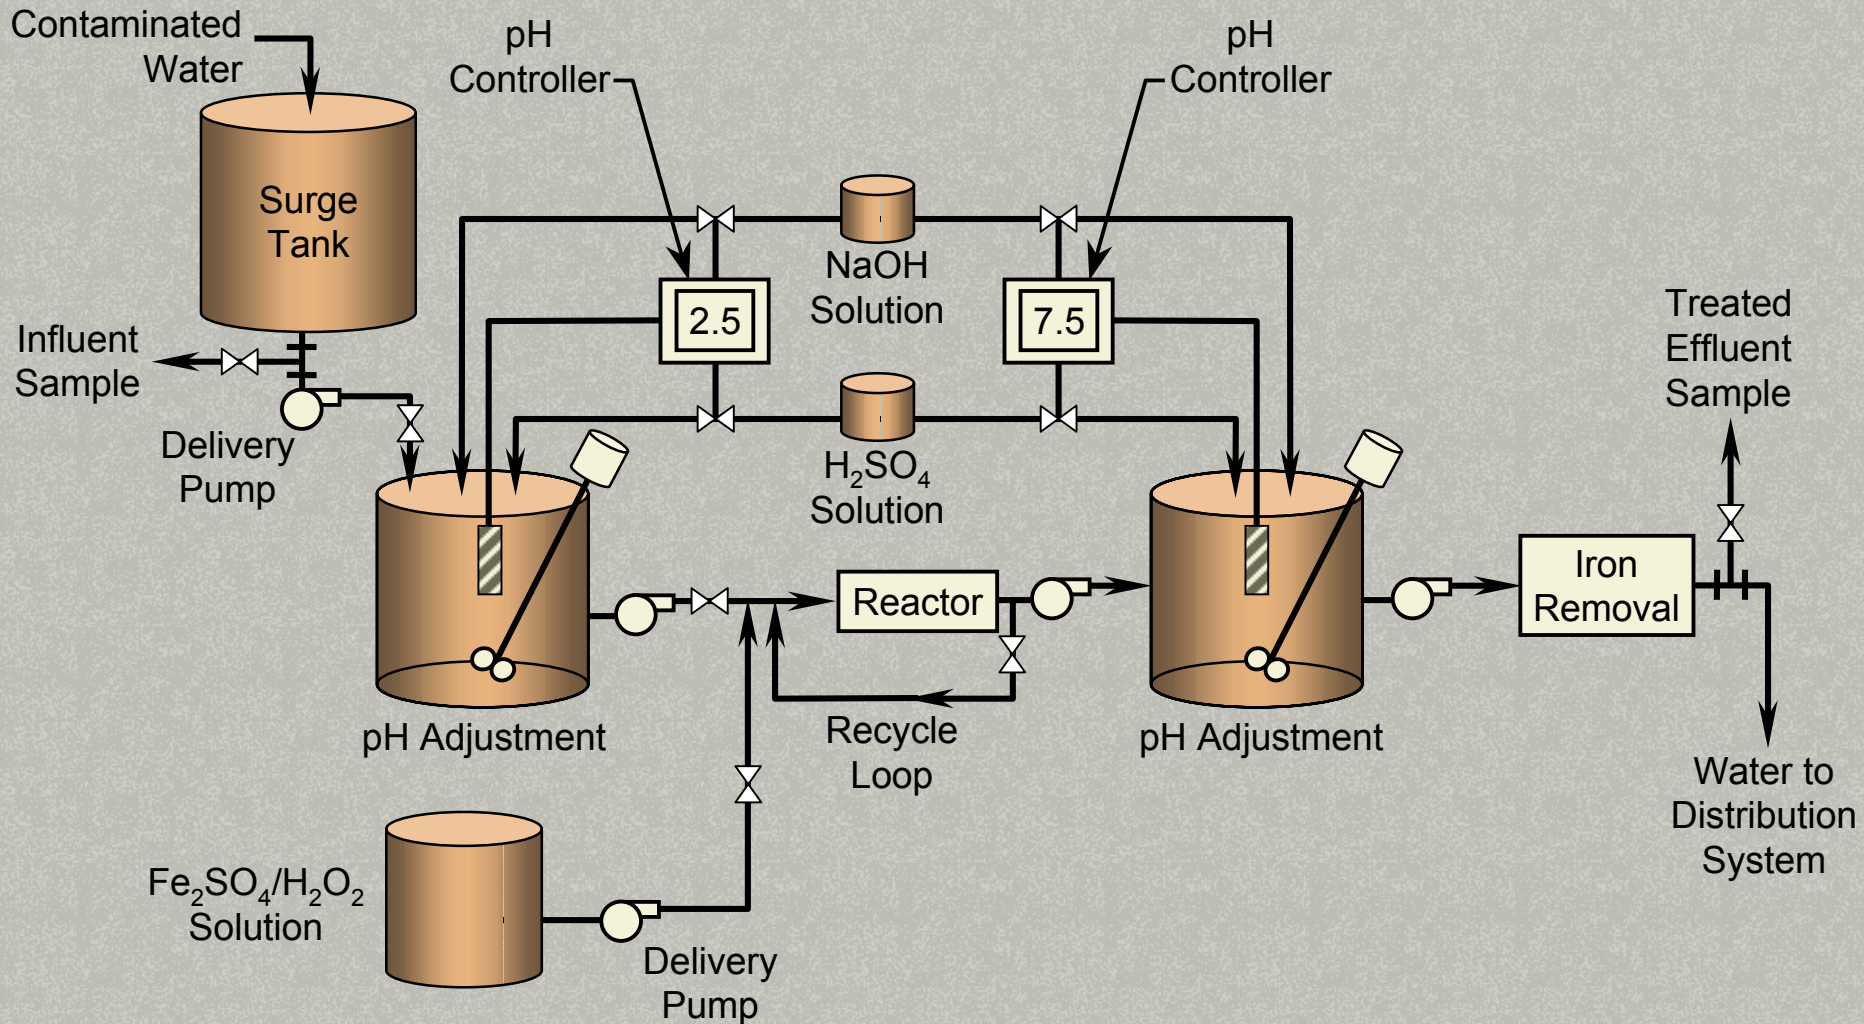 Contaminated
Water
pH
Controller
pH
Controller
Surge
Tank
NaOH
Solution
2.5
7.5
Influent
Sample
Treated
Effluent
Sample
Delivery
Pump
H₂SO₄
Solution
Iron
Removal
Reactor
pH Adjustment
Recycle
Loop
pH Adjustment
Water to
Distribution
System
Fe₂SO₄/H₂O₂
Solution
Delivery
Pump